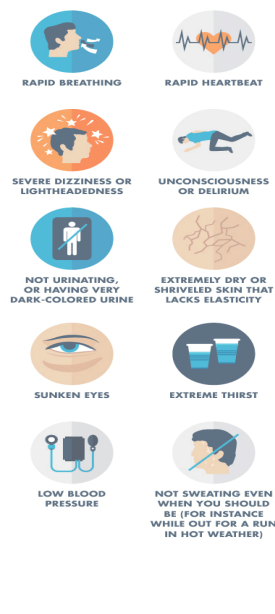 RAPID BREATHING
RAPID HEARTBEAT
SEVERE DIZZINESS OR
LIGHTHEADEDNESS
UNCONSCIOUSNESS
OR DELIRIUM
NOT URINATING,
OR HAVING VERY
DARK-COLORED URINE
EXTREMELY DRY OR
SHRIVELED SKIN THAT
LACKS ELASTICITY
SUNKEN EYES
EXTREME THIRST
LOW BLOOD
PRESSURE
NOT SWEATING EVEN
WHEN YOU SHOULD
BE (FOR INSTANCE
WHILE OUT FOR A RUN
IN HOT WEATHER)